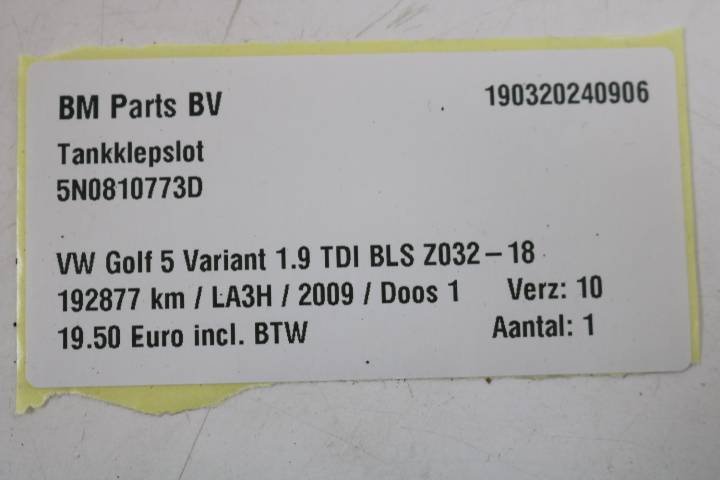 BM Parts BV 190320240906
Tankklepslot
5N0810773D
VW Golf 5 Variant 1.9 TDI BLS Z032-18
192877 km / LA3H / 2009 / Doos 1 Verz: 10
19.50 Euro incl. BTW Aantal: 1